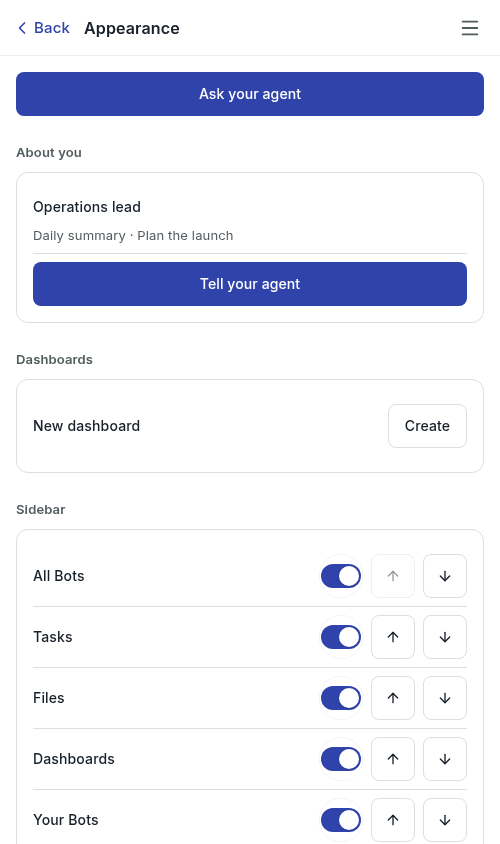 Back Appearance
Ask your agent
About you
Operations lead
Daily summary · Plan the launch
Tell your agent
Dashboards
New dashboard Create
Sidebar
All Bots
Tasks
Files
Dashboards
Your Bots